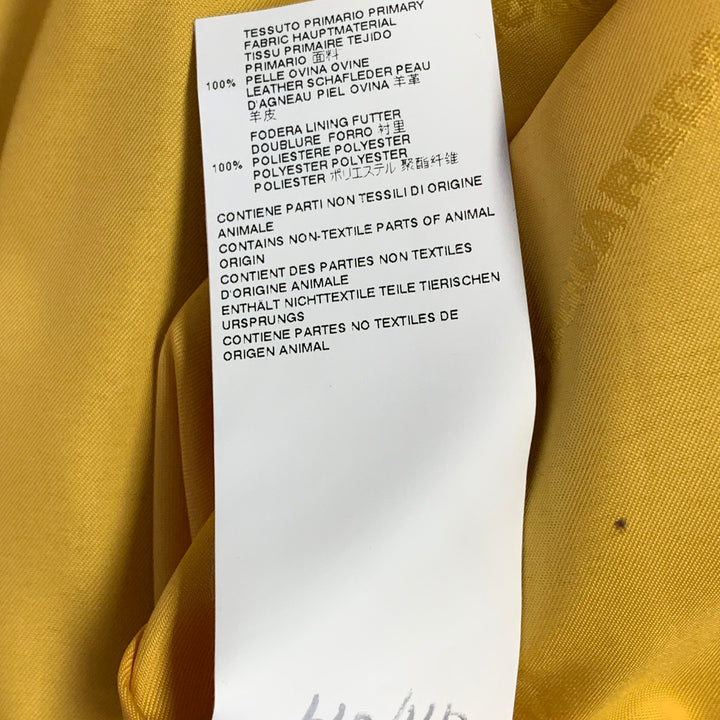 TESSUTO PRIMARIO PRIMARY
FABRIC HAUPTMATERIAL
TISSU PRIMAIRE TEJIDO
PRIMARIO 面料
100% PELLE OVINA OVINE
LEATHER SCHAFLEDER PEAU
D'AGNEAU PIEL OVINA 羊革
羊皮
FODERA LINING FUTTER
DOUBLURE FORRO 衬里
100% POLIESTERE POLYESTER
POLYESTER POLYESTER
POLIESTER ポリエステル 聚酯纤维
CONTIENE PARTI NON TESSILI DI ORIGINE
ANIMALE
CONTAINS NON-TEXTILE PARTS OF ANIMAL
ORIGIN
CONTIENT DES PARTIES NON TEXTILES
D'ORIGINE ANIMALE
ENTHÄLT NICHTTEXTILE TEILE TIERISCHEN
URSPRUNGS
CONTIENE PARTES NO TEXTILES DE
ORIGEN ANIMAL